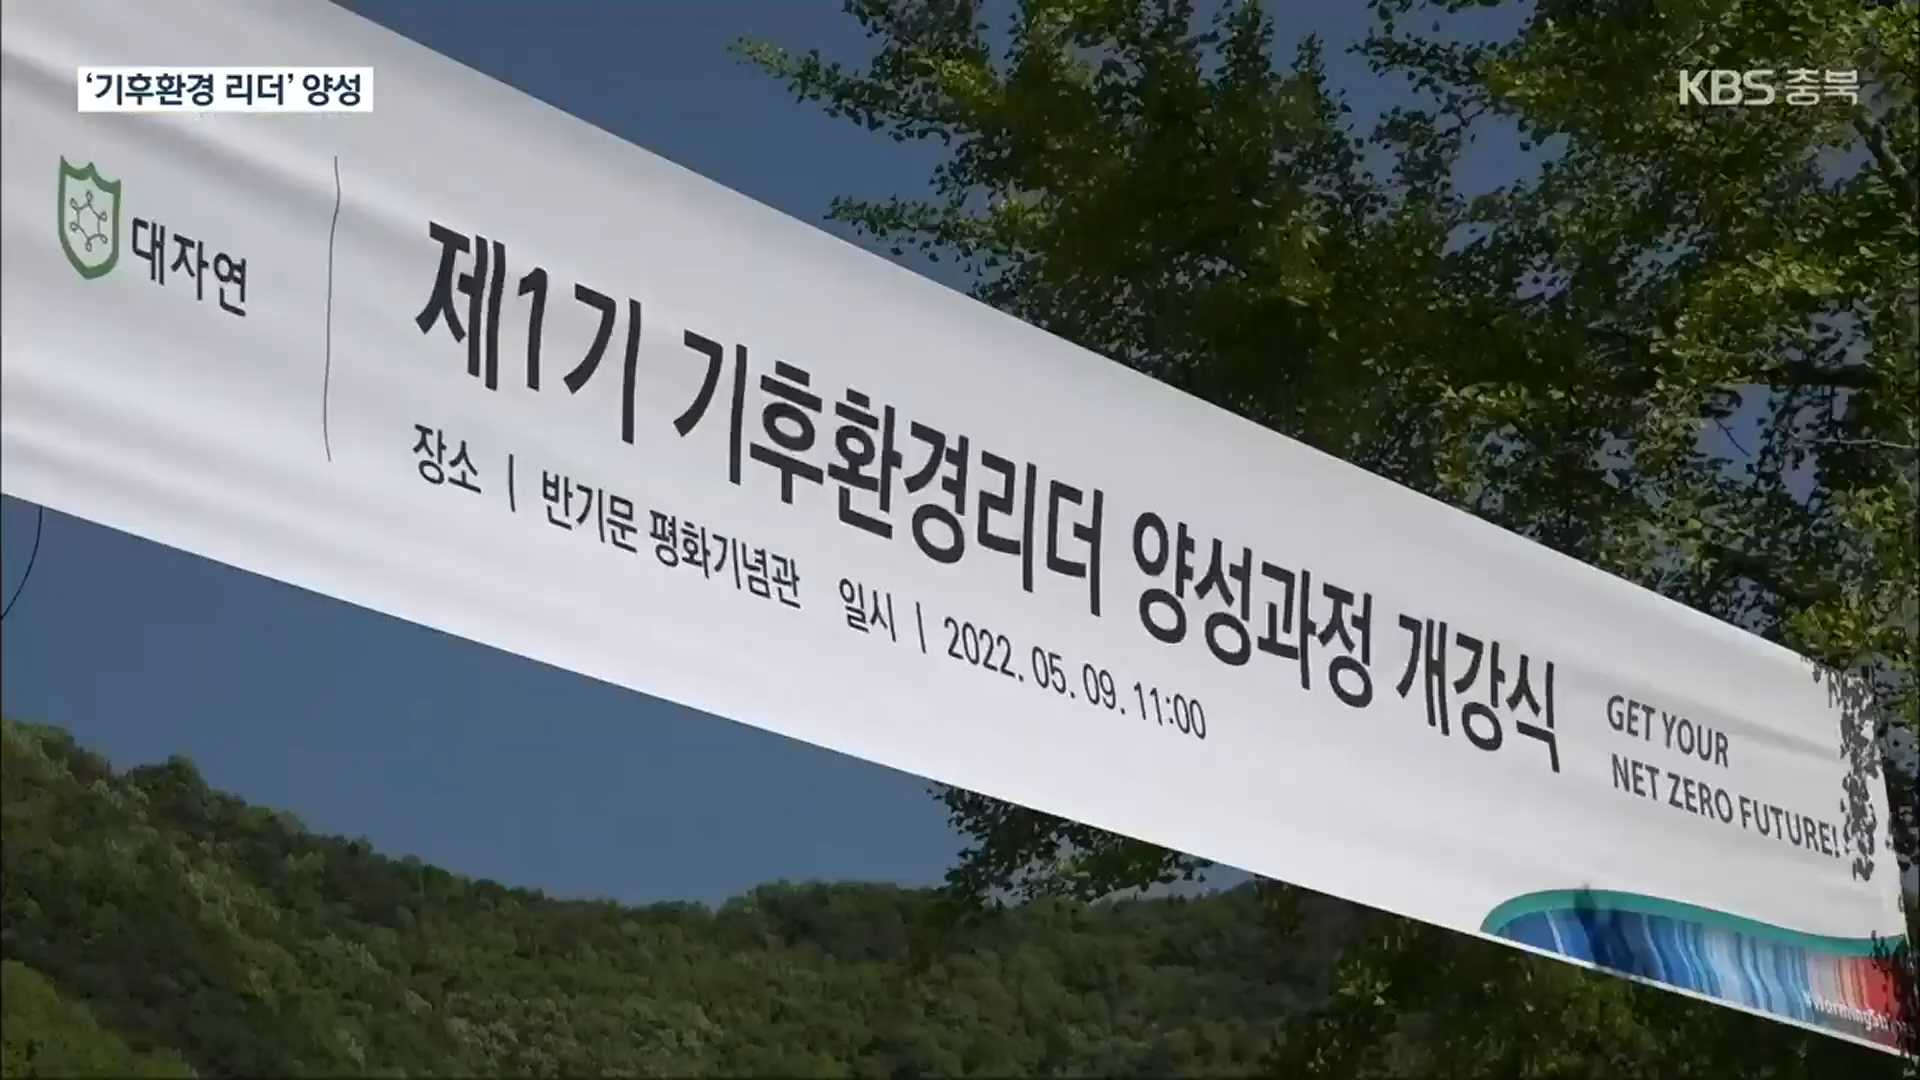 ‘기후환경 리더’ 양성
KBS 충북
대자연
제1기 기후환경리더 양성과정 개강식
장소 | 반기문 평화기념관 일시 | 2022. 05. 09. 11:00
GET YOUR
NET ZERO FUTURE!